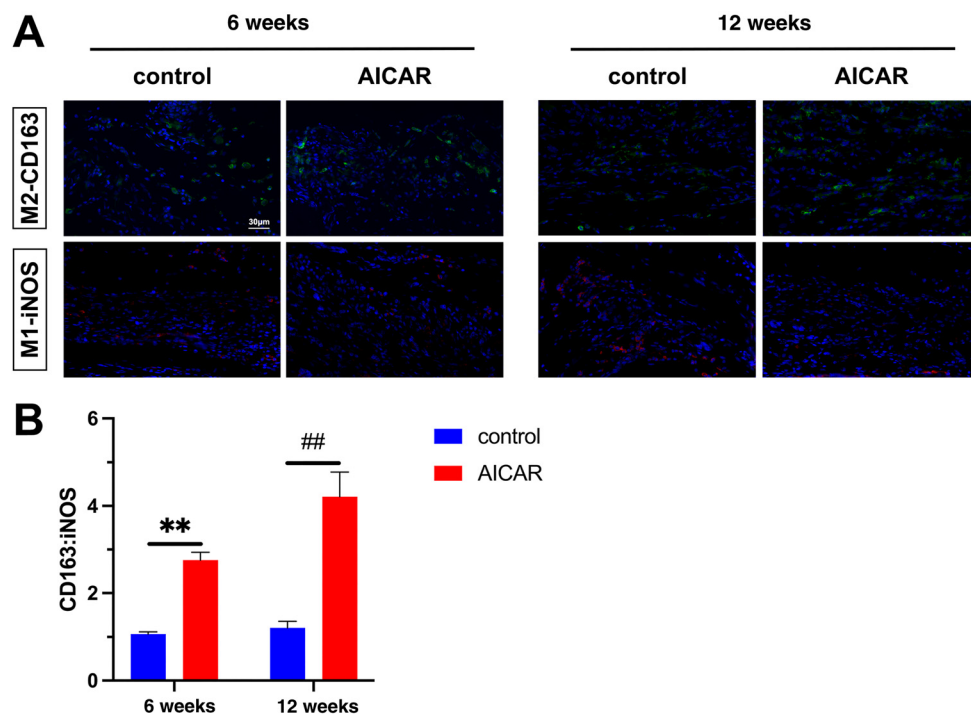 A
6 weeks
12 weeks
control
AICAR
control
AICAR
M2-CD163
30μm
M1-iNOS
B
6
4
2
0
CD163:iNOS
**
##
control
AICAR
6 weeks
12 weeks